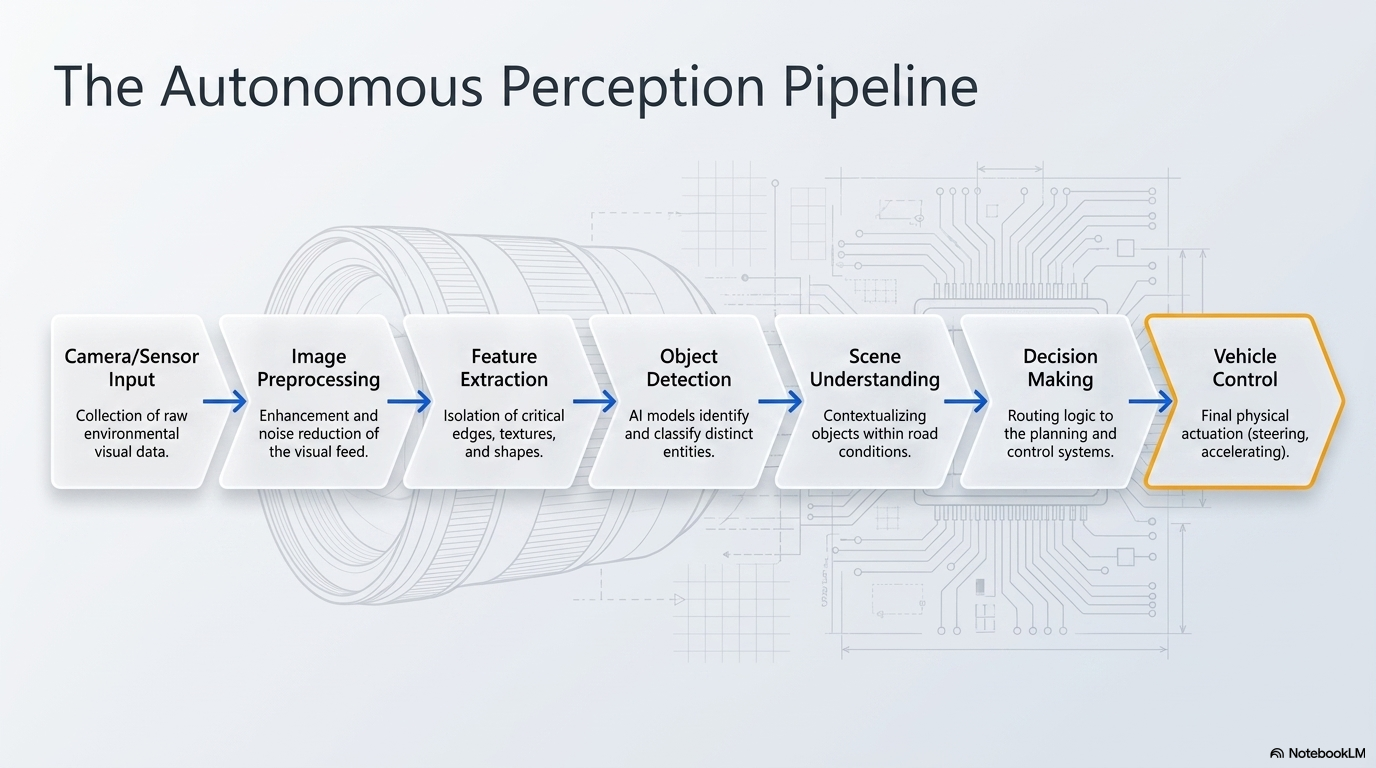 The Autonomous Perception Pipeline
Camera/Sensor
Input
Collection of raw
environmental
visual data.
Image
Preprocessing
Enhancement and
noise reduction of
the visual feed.
Feature
Extraction
Isolation of critical
edges, textures,
and shapes.
Object
Detection
AI models identify
and classify distinct
entities.
Scene
Understanding
Contextualizing
objects within road
conditions.
Decision
Making
Routing logic to
the planning and
control systems.
Vehicle
Control
Final physical
actuation (steering,
accelerating).
NotebookLM